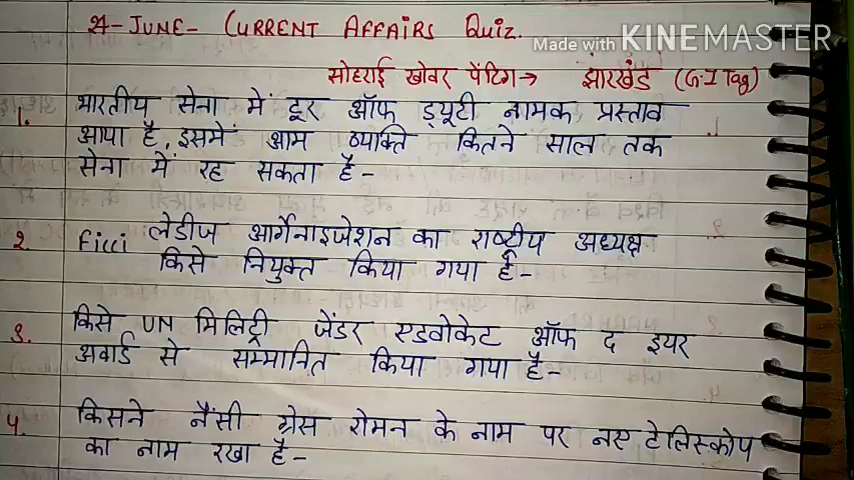 24-JUNE- CURRENT AFFAIRS Quiz.
Made with KINEMASTER
सोहराई खोवर पेंटिंग→ झारखंड (G.I Tag)
1. भारतीय सेना में टूर ऑफ ड्यूटी नामक प्रस्ताव
आया है, इसमें आम व्यक्ति कितने साल तक
सेना में रह सकता है-
2. ficci लेडीज आर्गेनाइजेशन का राष्ट्रीय अध्यक्ष
किसे नियुक्त किया गया है-
3. किसे UN मिलिट्री जेंडर एडवोकेट ऑफ द इयर
अवार्ड से सम्मानित किया गया है-
4. किसने नैंसी ग्रेस रोमन के नाम पर नए टेलिस्कोप
का नाम रखा है-